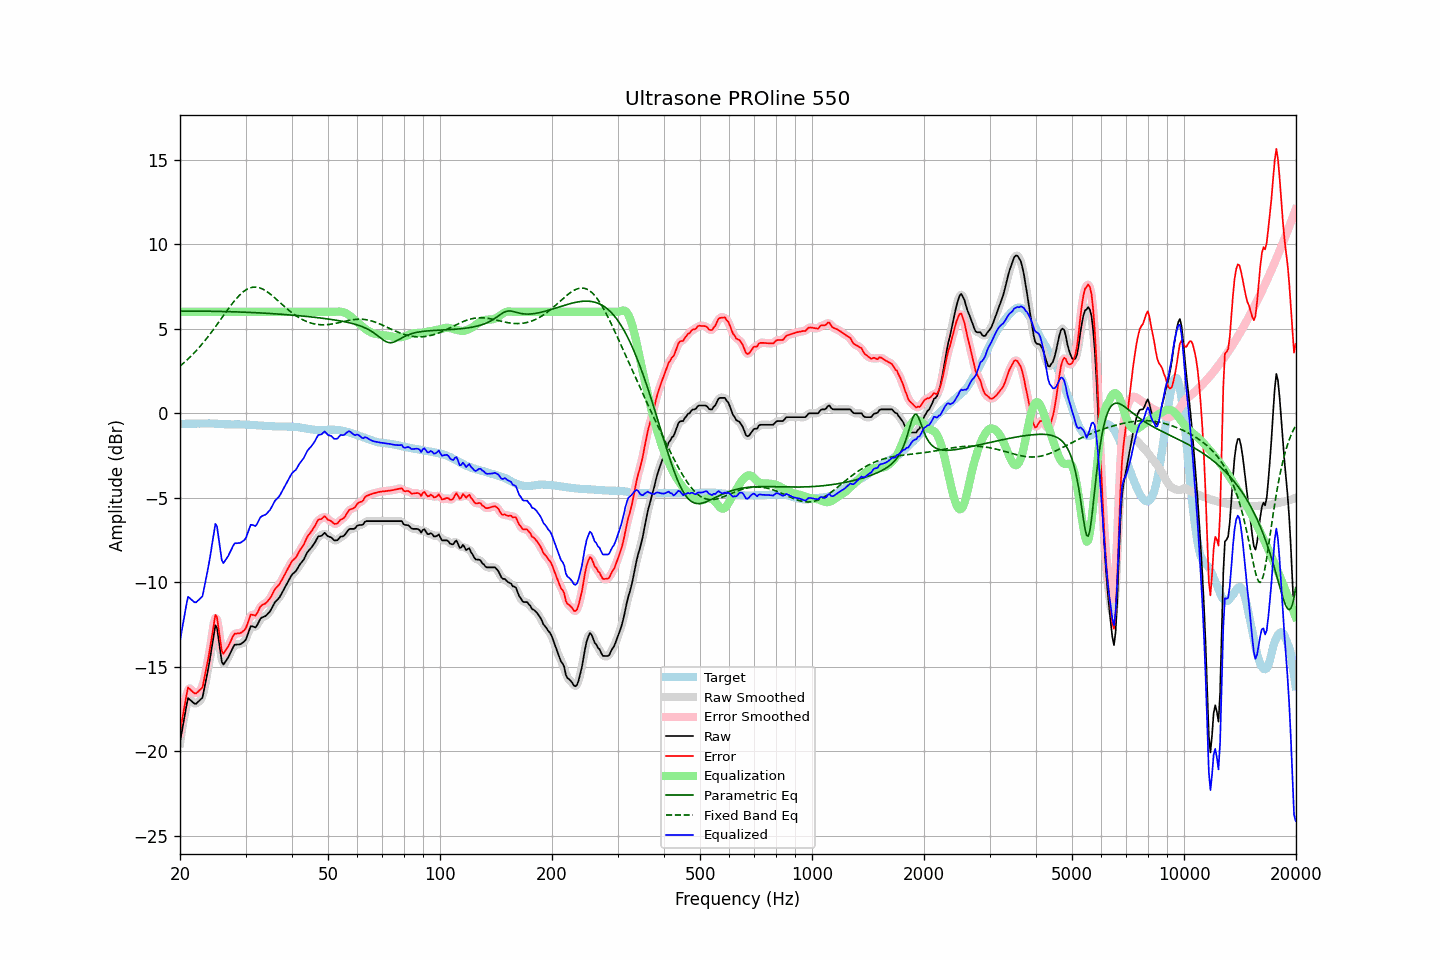 Ultrasone PROline 550
Amplitude (dBr)
15
10
5
0
−5
−10
−15
−20
−25
Target
Raw Smoothed
Error Smoothed
Raw
Error
Equalization
Parametric Eq
Fixed Band Eq
Equalized
20 50 100 200 500 1000 2000 5000 10000 20000
Frequency (Hz)